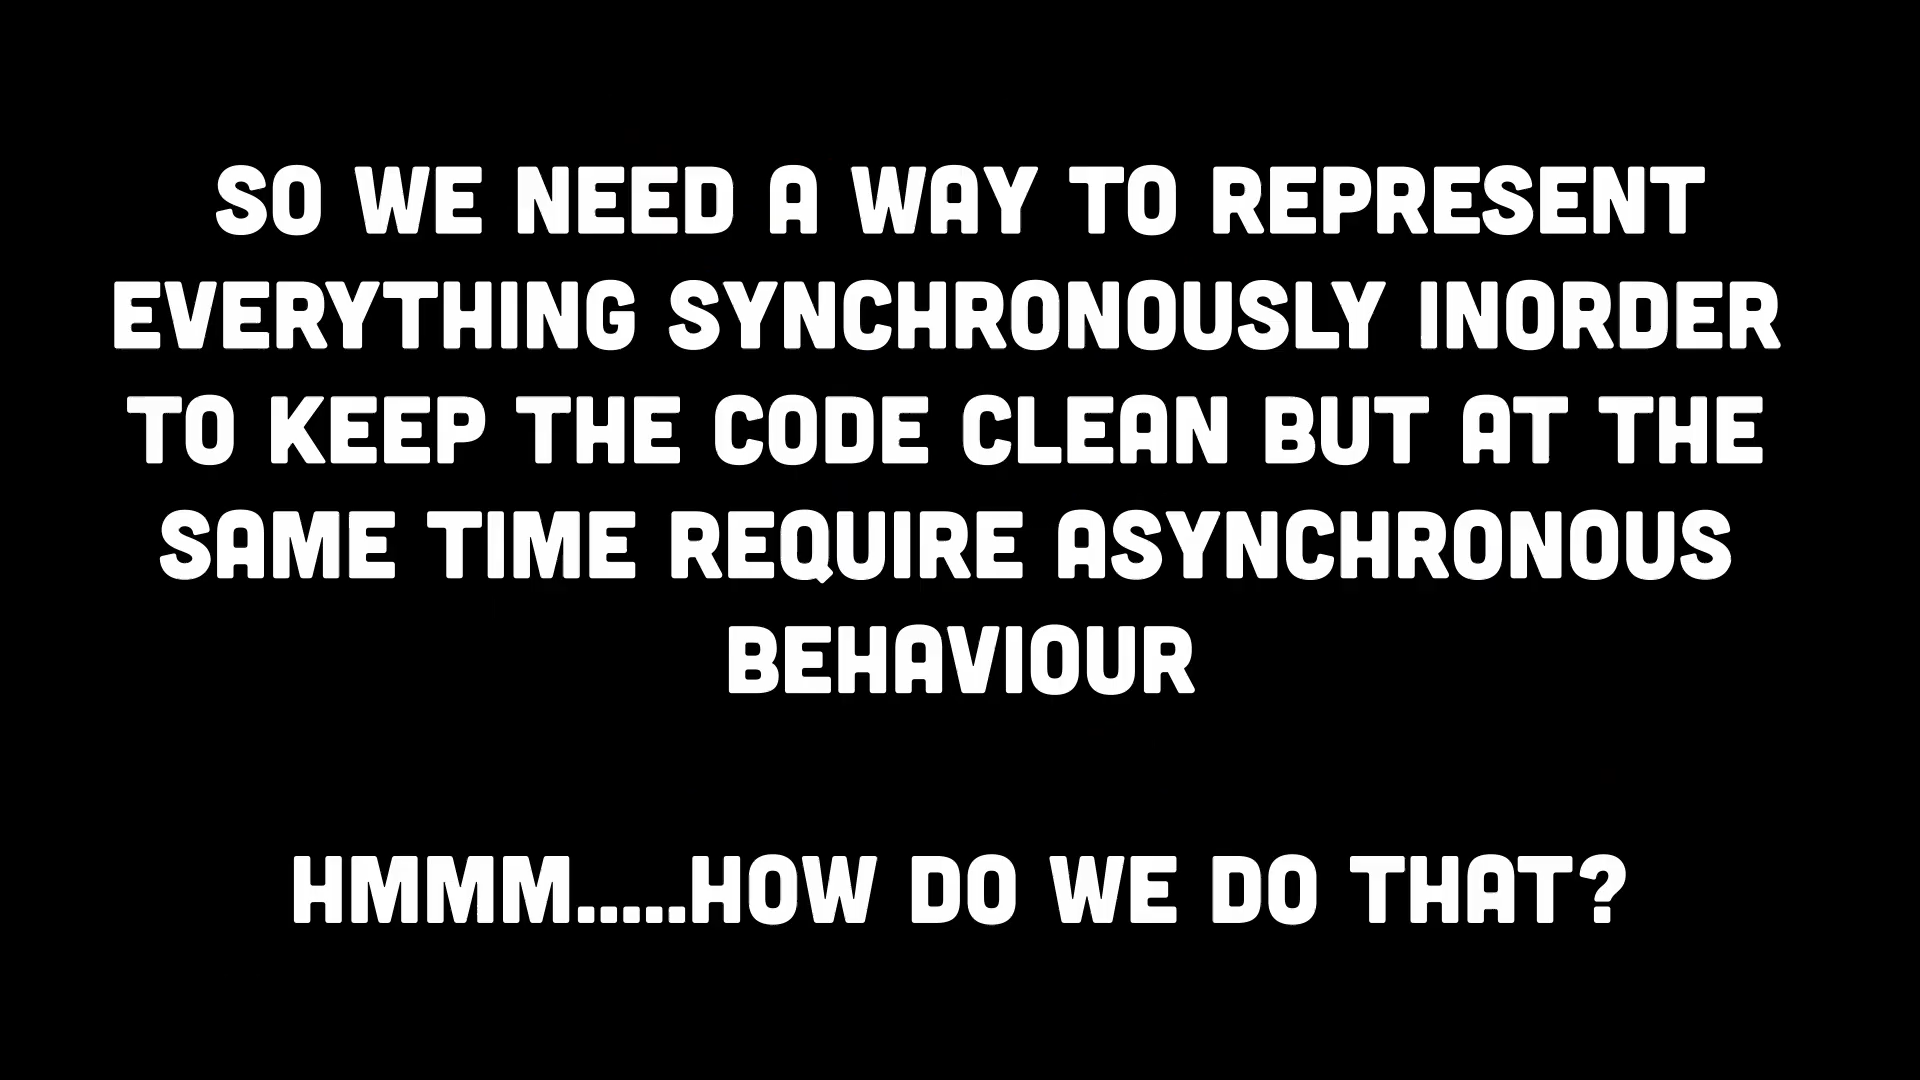 SO WE NEED A WAY TO REPRESENT
EVERYTHING SYNCHRONOUSLY INORDER
TO KEEP THE CODE CLEAN BUT AT THE
SAME TIME REQUIRE ASYNCHRONOUS
BEHAVIOUR
HMMM.....HOW DO WE DO THAT?